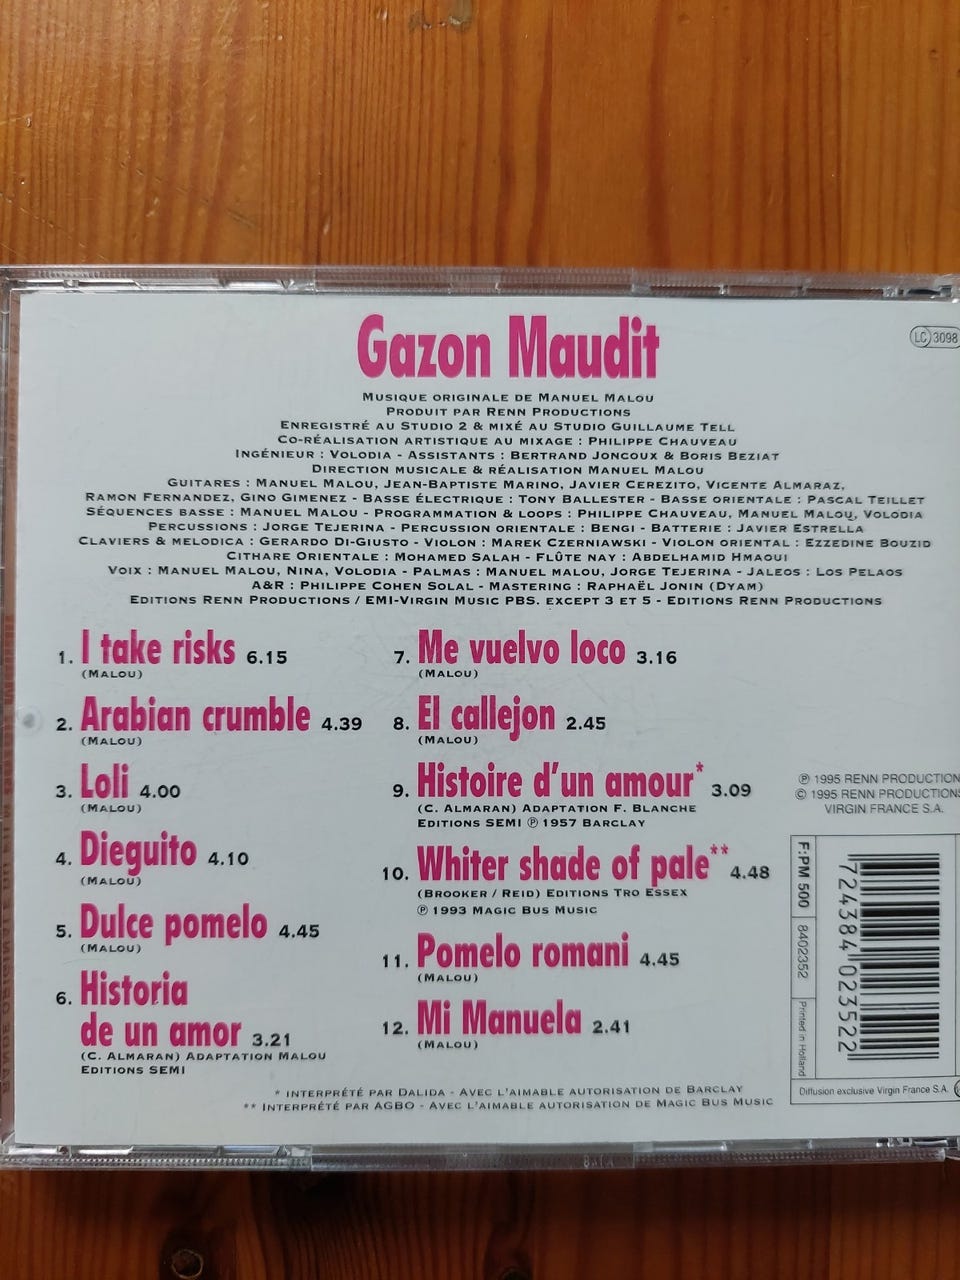 Gazon Maudit
LC 3098
Musique originale de Manuel Malou
Produit par Renn Productions
Enregistré au Studio 2 & mixé au Studio Guillaume Tell
Co-réalisation artistique au mixage : Philippe Chauveau
Ingénieur : Volodia - Assistants : Bertrand Joncoux & Boris Beziat
Direction musicale & réalisation Manuel Malou
Guitares : Manuel Malou, Jean-Baptiste Marino, Javier Cerezito, Vicente Almaraz,
Ramon Fernandez, Gino Gimenez - Basse électrique : Tony Ballester - Basse orientale : Pascal Teillet
Séquences basse : Manuel Malou - Programmation & loops : Philippe Chauveau, Manuel Malou, Volodia
Percussions : Jorge Tejerina - Percussion orientale : Bengi - Batterie : Javier Estrella
Claviers & melodica : Gerardo Di-Giusto - Violon : Marek Czerniawski - Violon oriental : Ezzedine Bouzid
Cithare Orientale : Mohamed Salah - Flûte nay : Abdelhamid Hmaoui
Voix : Manuel Malou, Nina, Volodia - Palmas : Manuel malou, Jorge Tejerina - Jaleos : Los Pelaos
A&R : Philippe Cohen Solal - Mastering : Raphaël Jonin (Dyam)
Editions Renn Productions / EMI-Virgin Music PBS. except 3 et 5 - Editions Renn Productions
1. I take risks 6.15
(Malou)
2. Arabian crumble 4.39
(Malou)
3. Loli 4.00
(Malou)
4. Dieguito 4.10
(Malou)
5. Dulce pomelo 4.45
(Malou)
6. Historia
de un amor 3.21
(C. Almaran) Adaptation Malou
Editions SEMI
7. Me vuelvo loco 3.16
(Malou)
8. El callejon 2.45
(Malou)
9. Histoire d'un amour* 3.09
(C. Almaran) Adaptation F. Blanche
Editions SEMI ℗ 1957 Barclay
10. Whiter shade of pale** 4.48
(Brooker / Reid) Editions Tro Essex
℗ 1993 Magic Bus Music
11. Pomelo romani 4.45
(Malou)
12. Mi Manuela 2.41
(Malou)
* interprété par Dalida - Avec l'aimable autorisation de Barclay
** Interprété par AGBO - Avec l'aimable autorisation de Magic Bus Music
℗ 1995 RENN PRODUCTION
© 1995 RENN PRODUCTIONS
VIRGIN FRANCE S.A.
F: PM 500
8402352
Printed in Holland
7 24384 02352 2
Diffusion exclusive Virgin France S.A.